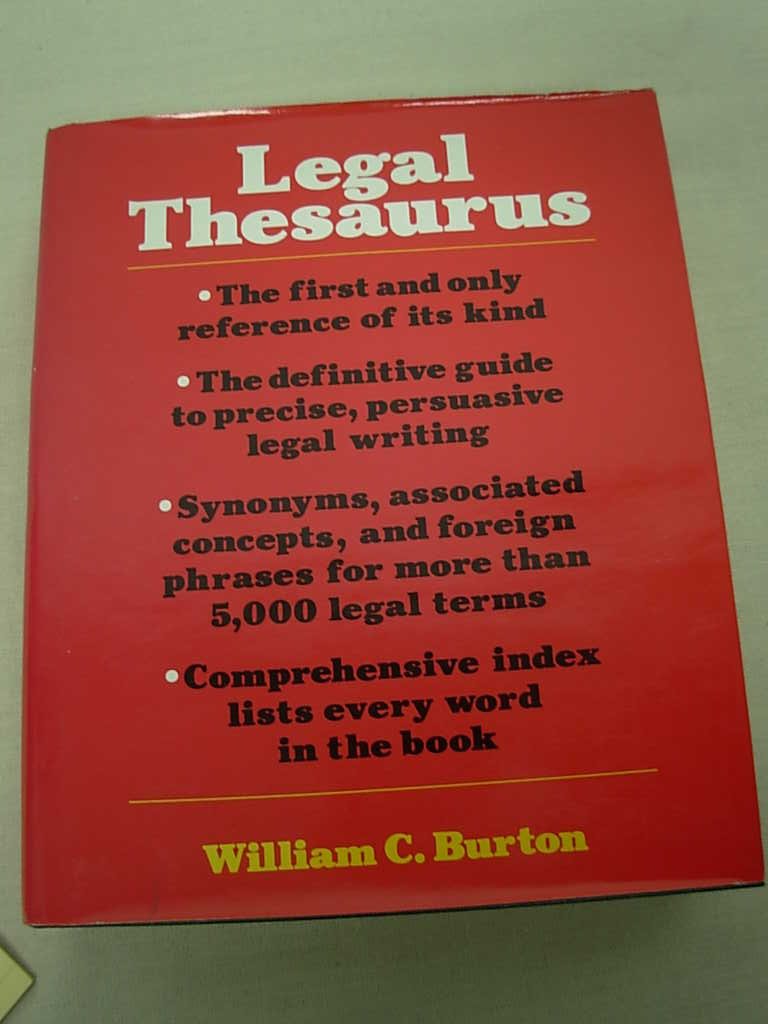 Legal
Thesaurus
• The first and only
reference of its kind
• The definitive guide
to precise, persuasive
legal writing
• Synonyms, associated
concepts, and foreign
phrases for more than
5,000 legal terms
• Comprehensive index
lists every word
in the book
William C. Burton